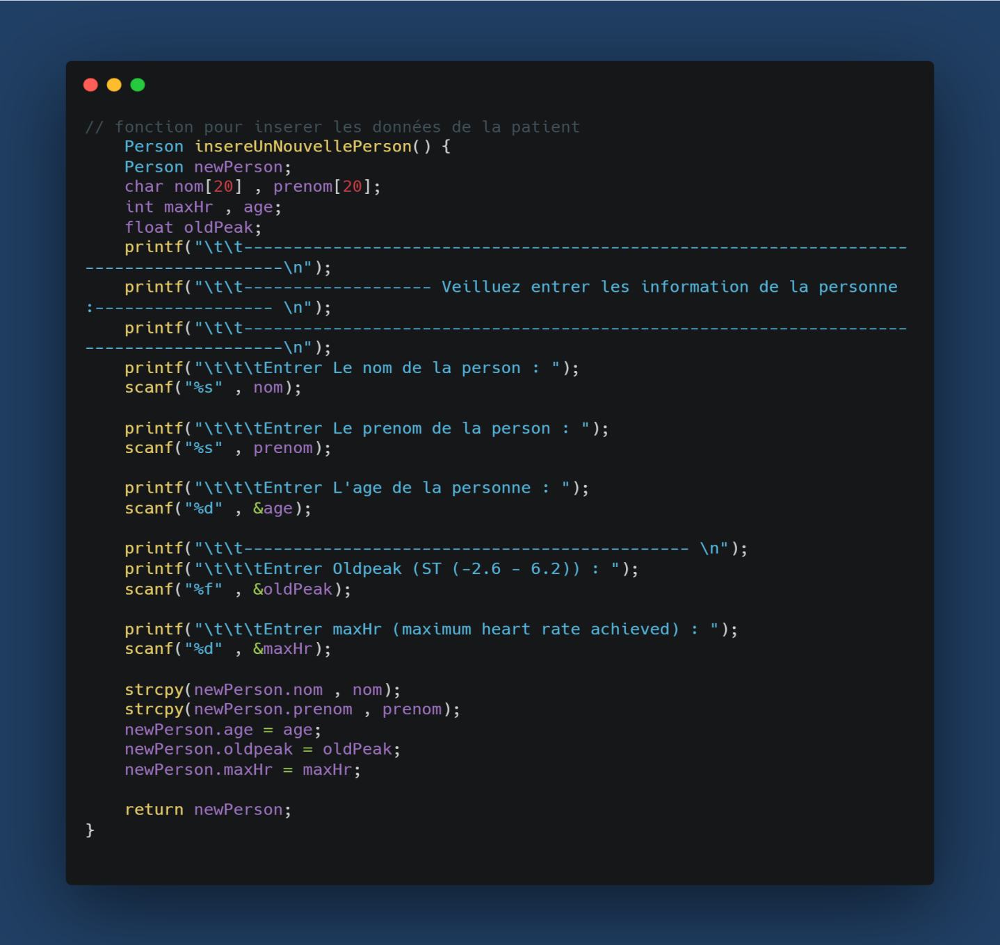 // fonction pour inserer les données de la patient
    Person insereUnNouvellePerson() {
    Person newPerson;
    char nom[20] , prenom[20];
    int maxHr , age;
    float oldPeak;
    printf("\t\t-------------------------------------------------------------------
--------------------\n");
    printf("\t\t------------------- Veilluez entrer les information de la personne
:------------------ \n");
    printf("\t\t-------------------------------------------------------------------
--------------------\n");
    printf("\t\t\tEntrer Le nom de la person : ");
    scanf("%s" , nom);

    printf("\t\t\tEntrer Le prenom de la person : ");
    scanf("%s" , prenom);

    printf("\t\t\tEntrer L'age de la personne : ");
    scanf("%d" , &age);

    printf("\t\t--------------------------------------------- \n");
    printf("\t\t\tEntrer Oldpeak (ST (-2.6 - 6.2)) : ");
    scanf("%f" , &oldPeak);

    printf("\t\t\tEntrer maxHr (maximum heart rate achieved) : ");
    scanf("%d" , &maxHr);

    strcpy(newPerson.nom , nom);
    strcpy(newPerson.prenom , prenom);
    newPerson.age = age;
    newPerson.oldpeak = oldPeak;
    newPerson.maxHr = maxHr;

    return newPerson;
}